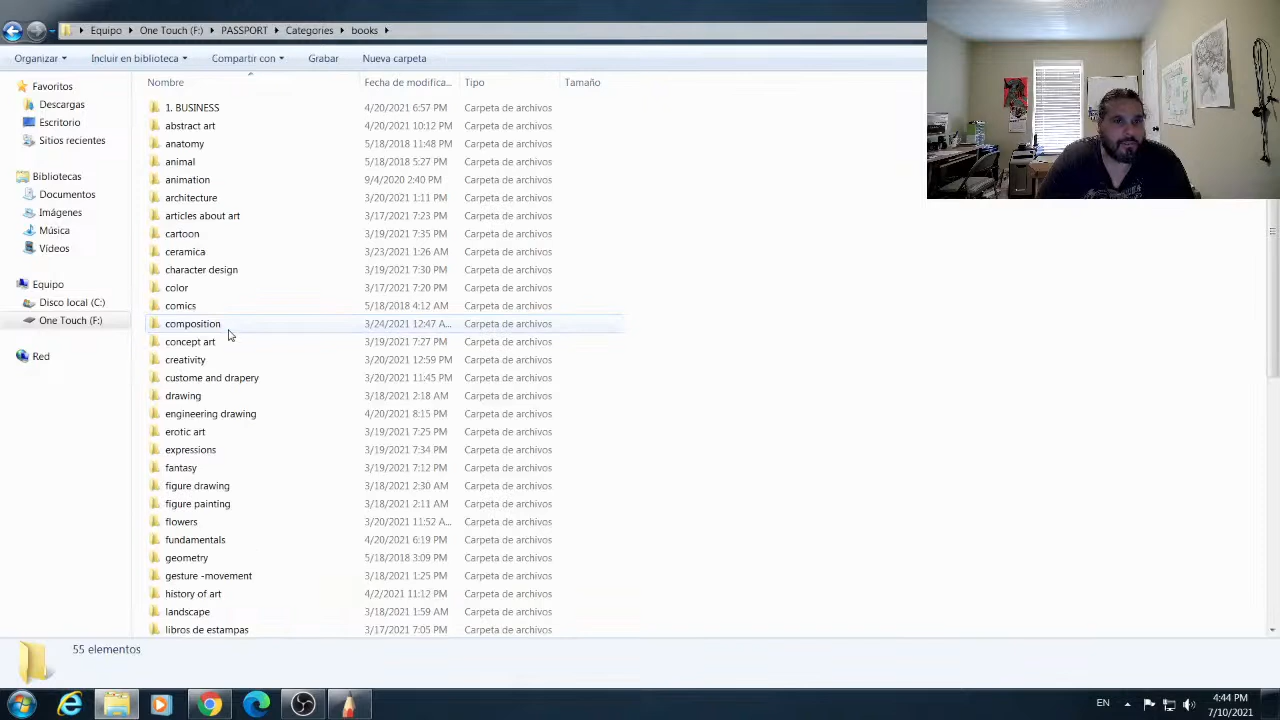 Equipo ▸ One Touch (F:) ▸ PASSPORT ▸ Categories ▸ books ▸
Organizar Incluir en biblioteca Compartir con Grabar Nueva carpeta
Favoritos
Descargas
Escritorio
Sitios recientes
Bibliotecas
Documentos
Imágenes
Música
Vídeos
Equipo
Disco local (C:)
One Touch (F:)
Red
Nombre Fecha de modifica... Tipo Tamaño
1. BUSINESS 4/20/2021 6:57 PM Carpeta de archivos
abstract art 10:12 PM Carpeta de archivos
anatomy 5/18/2018 Carpeta de archivos
animal 5/18/2018 5:27 PM Carpeta de archivos
animation 9/4/2020 2:40 PM Carpeta de archivos
architecture 3/20/2021 1:11 PM Carpeta de archivos
articles about art 3/17/2021 7:23 PM Carpeta de archivos
cartoon 3/19/2021 7:35 PM Carpeta de archivos
ceramica 3/23/2021 1:26 AM Carpeta de archivos
character design 3/19/2021 7:30 PM Carpeta de archivos
color 3/17/2021 7:20 PM Carpeta de archivos
comics 5/18/2018 4:12 AM Carpeta de archivos
composition 3/24/2021 12:47 A... Carpeta de archivos
concept art 3/19/2021 7:27 PM Carpeta de archivos
creativity 3/20/2021 12:59 PM Carpeta de archivos
custome and drapery 3/20/2021 11:45 PM Carpeta de archivos
drawing 3/18/2021 2:18 AM Carpeta de archivos
engineering drawing 4/20/2021 8:15 PM Carpeta de archivos
erotic art 3/19/2021 7:25 PM Carpeta de archivos
expressions 3/19/2021 7:34 PM Carpeta de archivos
fantasy 3/19/2021 7:12 PM Carpeta de archivos
figure drawing 3/18/2021 2:30 AM Carpeta de archivos
figure painting 3/18/2021 2:11 AM Carpeta de archivos
flowers 3/20/2021 11:52 A... Carpeta de archivos
fundamentals 4/20/2021 6:19 PM Carpeta de archivos
geometry 5/18/2018 3:09 PM Carpeta de archivos
gesture -movement 3/18/2021 1:25 PM Carpeta de archivos
history of art 4/2/2021 11:12 PM Carpeta de archivos
landscape 3/18/2021 1:59 AM Carpeta de archivos
libros de estampas 3/17/2021 7:05 PM Carpeta de archivos
55 elementos
EN
4:44 PM
7/10/2021